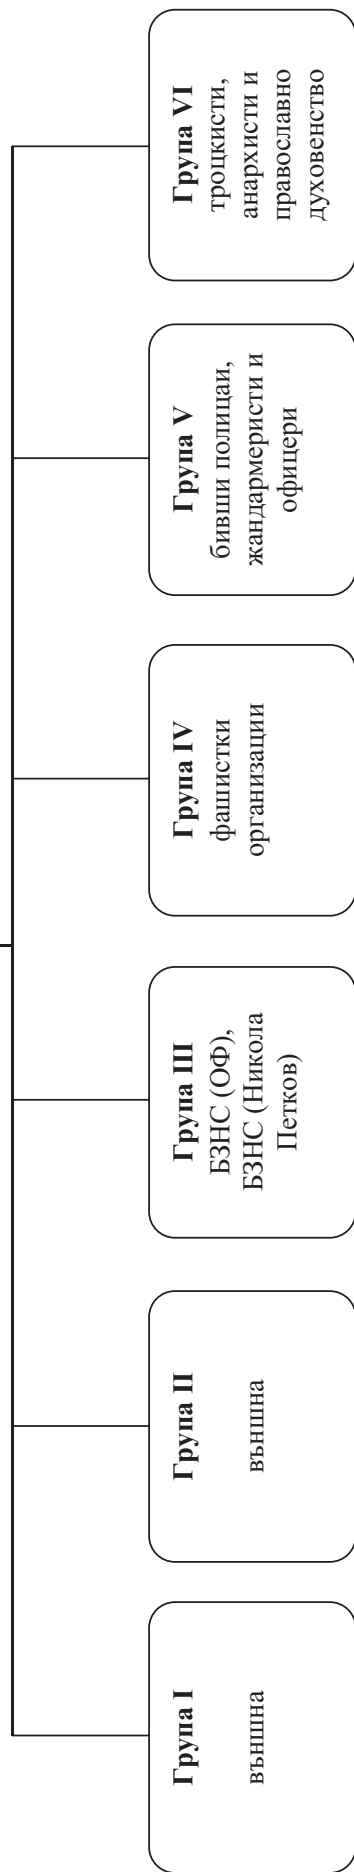 Група I
външна
Група II
външна
Група III
БЗНС (ОФ),
БЗНС (Никола
Петков)
Група IV
фашистки
организации
Група V
бивши полицаи,
жандармеристи и
офицери
Група VI
троцкисти,
анархисти и
православно
духовенство